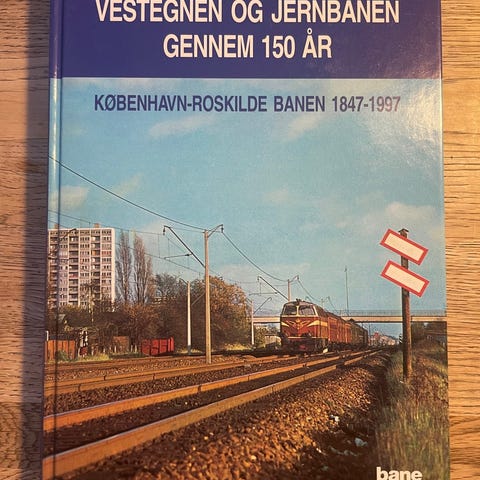 VESTEGNEN OG JERNBANEN
GENNEM 150 ÅR
KØBENHAVN-ROSKILDE BANEN 1847-1997
bane